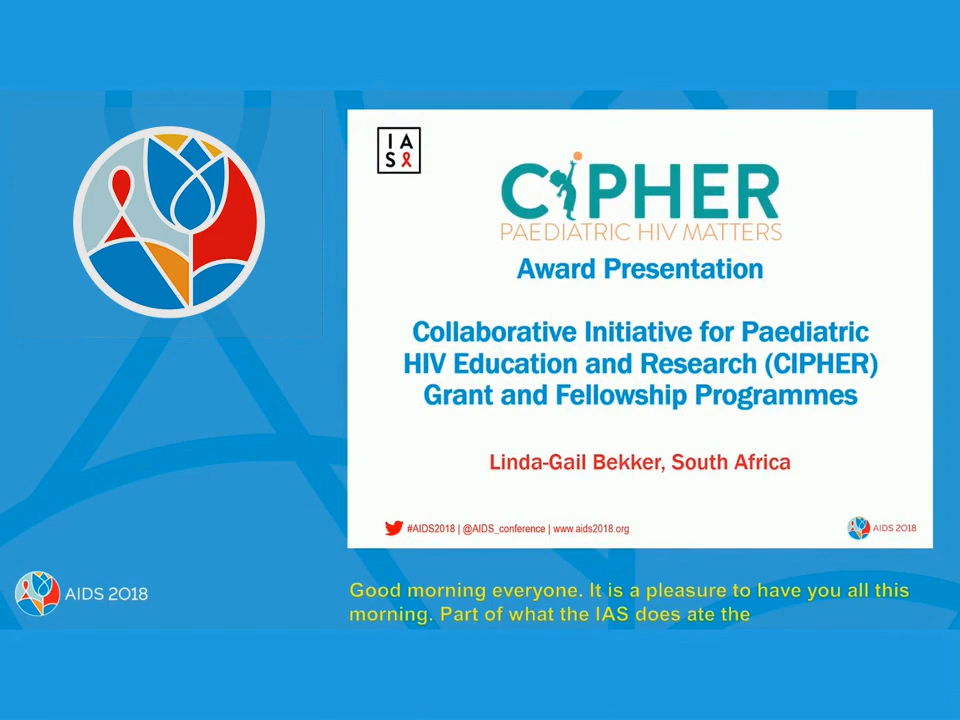 IA
S
CIPHER
PAEDIATRIC HIV MATTERS
Award Presentation
Collaborative Initiative for Paediatric
HIV Education and Research (CIPHER)
Grant and Fellowship Programmes
Linda-Gail Bekker, South Africa
#AIDS2018 | @AIDS_conference | www.aids2018.org
AIDS 2018
AIDS 2018
Good morning everyone. It is a pleasure to have you all this
morning. Part of what the IAS does ate the